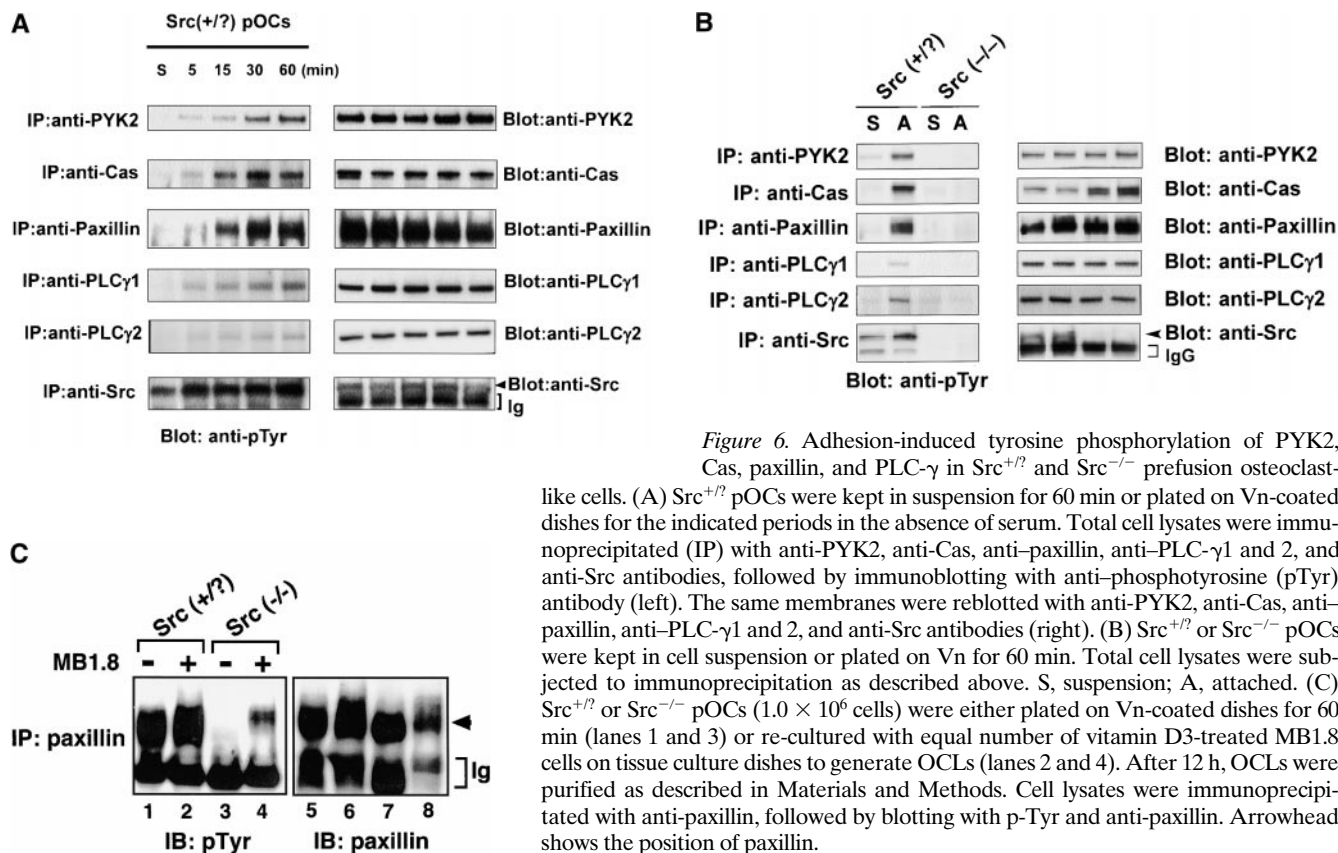 A
Src(+/?) pOCs
S 5 15 30 60 (min)
IP:anti-PYK2 Blot:anti-PYK2
IP:anti-Cas Blot:anti-Cas
IP:anti-Paxillin Blot:anti-Paxillin
IP:anti-PLCγ1 Blot:anti-PLCγ1
IP:anti-PLCγ2 Blot:anti-PLCγ2
IP:anti-Src Blot:anti-Src
Ig
Blot: anti-pTyr
B
Src (+/?) Src (-/-)
S A S A
IP: anti-PYK2 Blot: anti-PYK2
IP: anti-Cas Blot: anti-Cas
IP: anti-Paxillin Blot: anti-Paxillin
IP: anti-PLCγ1 Blot: anti-PLCγ1
IP: anti-PLCγ2 Blot: anti-PLCγ2
IP: anti-Src Blot: anti-Src
IgG
Blot: anti-pTyr
C
Src (+/?) Src (-/-)
MB1.8 - + - +
IP: paxillin
Ig
1 2 3 4 5 6 7 8
IB: pTyr IB: paxillin
Figure 6. Adhesion-induced tyrosine phosphorylation of PYK2,
Cas, paxillin, and PLC-γ in Src+/? and Src−/− prefusion osteoclast-
like cells. (A) Src+/? pOCs were kept in suspension for 60 min or plated on Vn-coated
dishes for the indicated periods in the absence of serum. Total cell lysates were immu-
noprecipitated (IP) with anti-PYK2, anti-Cas, anti–paxillin, anti–PLC-γ1 and 2, and
anti-Src antibodies, followed by immunoblotting with anti–phosphotyrosine (pTyr)
antibody (left). The same membranes were reblotted with anti-PYK2, anti-Cas, anti–
paxillin, anti–PLC-γ1 and 2, and anti-Src antibodies (right). (B) Src+/? or Src−/− pOCs
were kept in cell suspension or plated on Vn for 60 min. Total cell lysates were sub-
jected to immunoprecipitation as described above. S, suspension; A, attached. (C)
Src+/? or Src−/− pOCs (1.0 × 10⁶ cells) were either plated on Vn-coated dishes for 60
min (lanes 1 and 3) or re-cultured with equal number of vitamin D3-treated MB1.8
cells on tissue culture dishes to generate OCLs (lanes 2 and 4). After 12 h, OCLs were
purified as described in Materials and Methods. Cell lysates were immunoprecipi-
tated with anti-paxillin, followed by blotting with p-Tyr and anti-paxillin. Arrowhead
shows the position of paxillin.